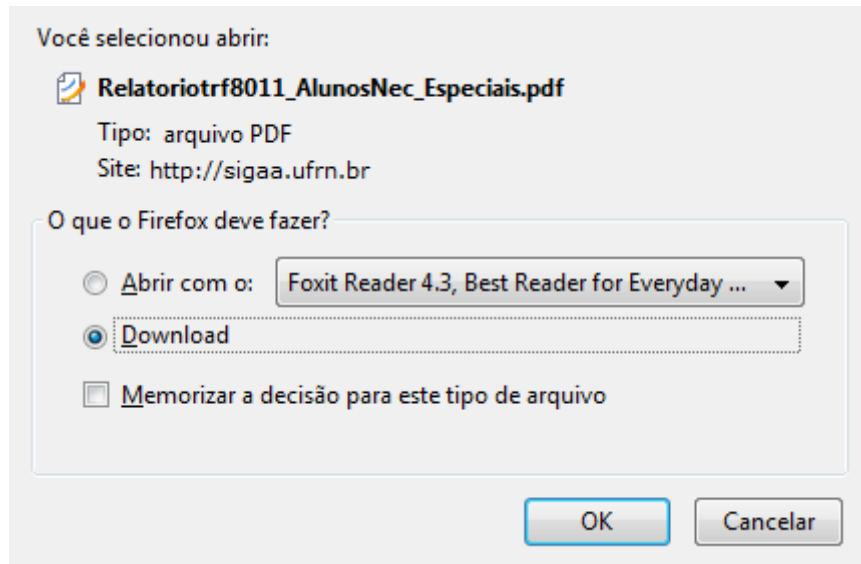 Você selecionou abrir:
Relatoriotrf8011_AlunosNec_Especiais.pdf
Tipo: arquivo PDF
Site: http://sigaa.ufrn.br
O que o Firefox deve fazer?
Abrir com o: Foxit Reader 4.3, Best Reader for Everyday ...
Download
Memorizar a decisão para este tipo de arquivo
OK Cancelar